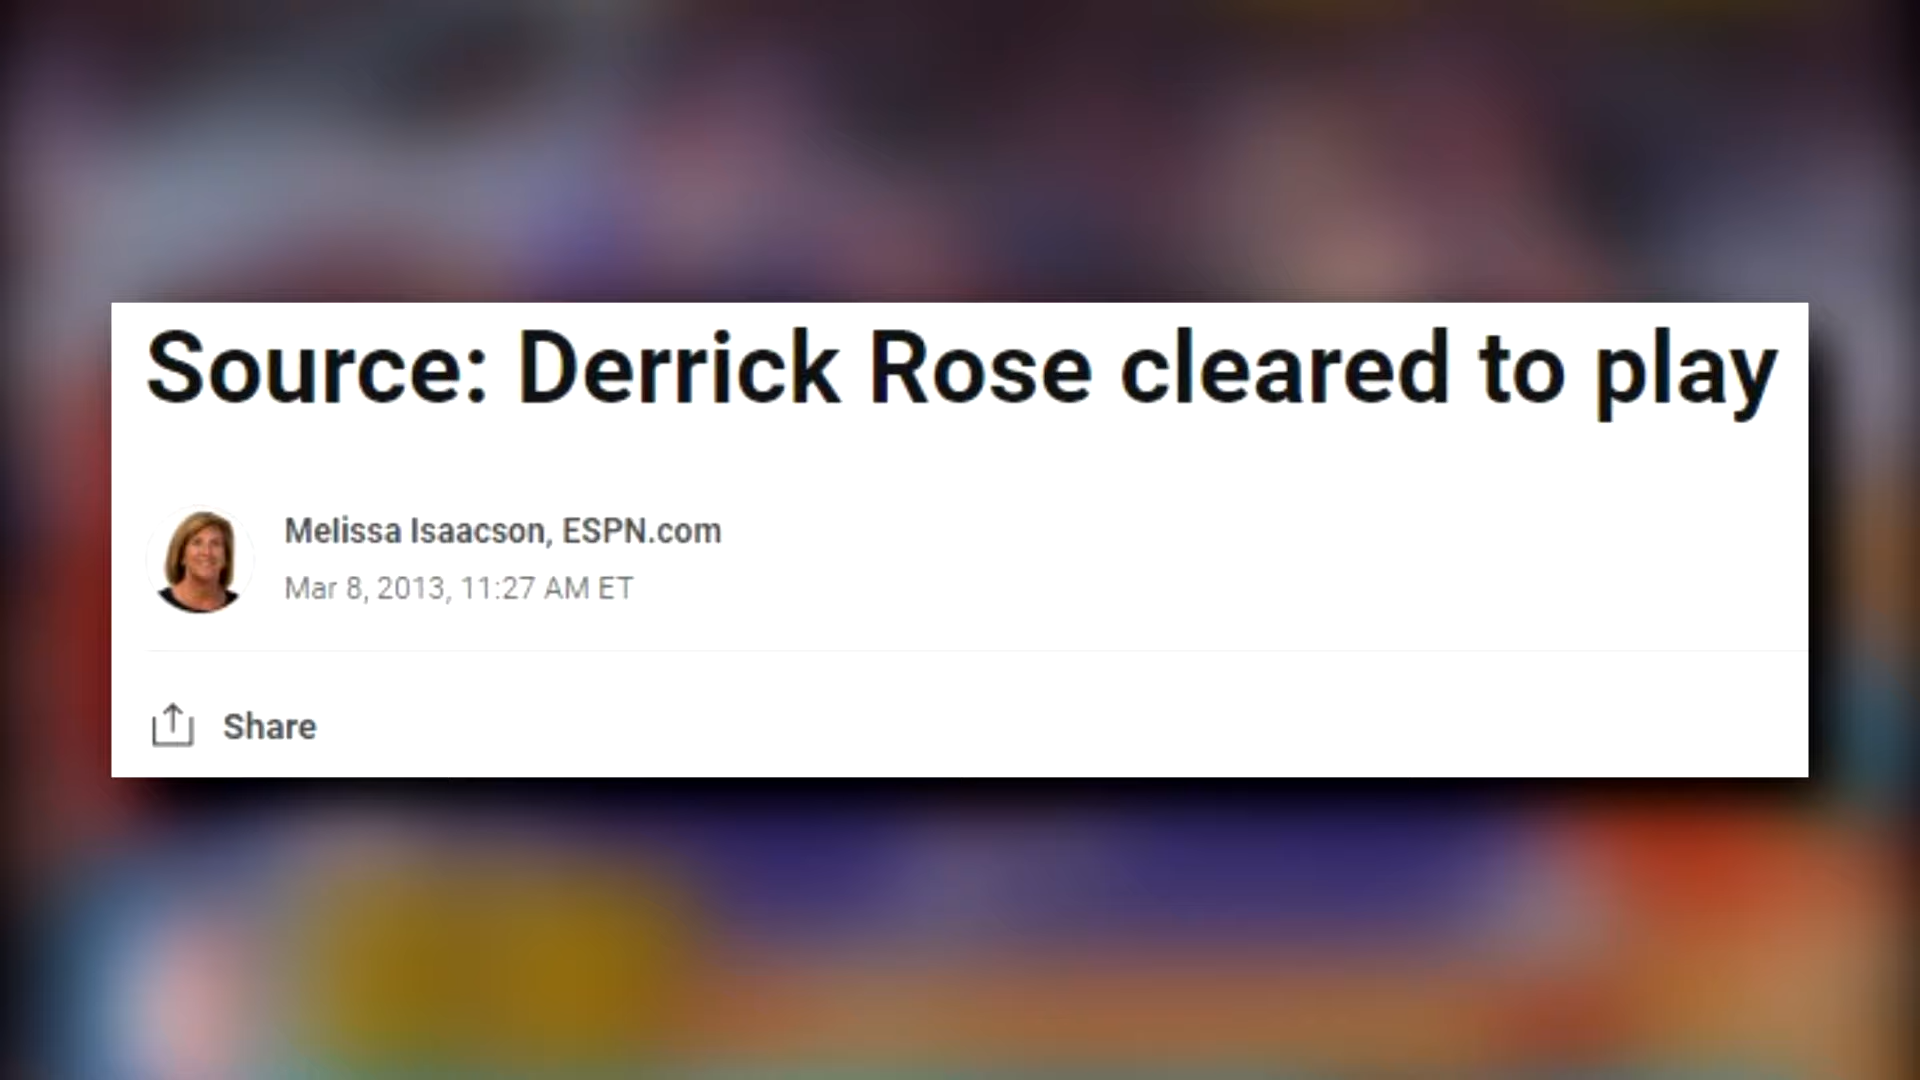 Source: Derrick Rose cleared to play
Melissa Isaacson, ESPN.com
Mar 8, 2013, 11:27 AM ET
Share